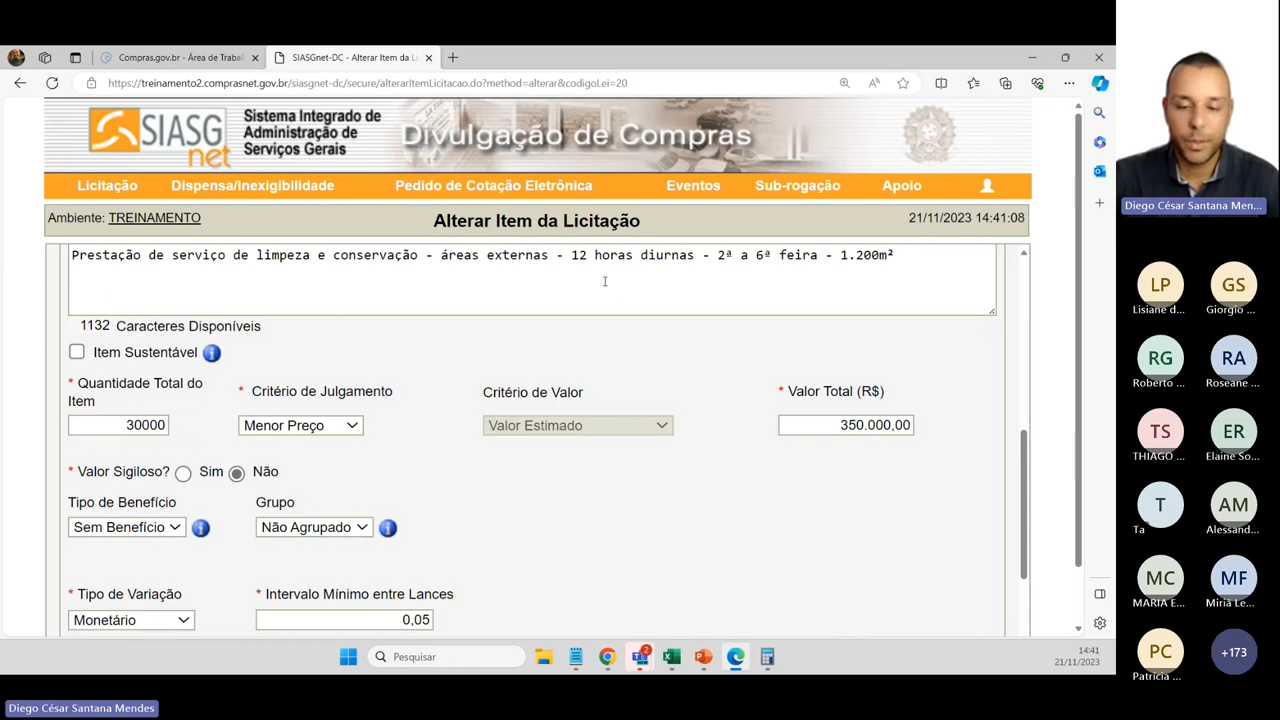 Compras.gov.br - Área de Trabal
SIASGnet-DC - Alterar Item da Li
https://treinamento2.comprasnet.gov.br/siasgnet-dc/secure/alterarItemLicitacao.do?method=alterar&codigoLei=20
SIASG
net
Sistema Integrado de
Administração de
Serviços Gerais
Divulgação de Compras
Licitação Dispensa/Inexigibilidade Pedido de Cotação Eletrônica Eventos Sub-rogação Apoio
Ambiente: TREINAMENTO Alterar Item da Licitação 21/11/2023 14:41:08
Prestação de serviço de limpeza e conservação - áreas externas - 12 horas diurnas - 2ª a 6ª feira - 1.200m²
1132 Caracteres Disponíveis
Item Sustentável
* Quantidade Total do
Item
* Critério de Julgamento
Critério de Valor
* Valor Total (R$)
30000 Menor Preço Valor Estimado 350.000,00
* Valor Sigiloso? Sim Não
Tipo de Benefício Grupo
Sem Benefício Não Agrupado
* Tipo de Variação * Intervalo Mínimo entre Lances
Monetário 0,05
Pesquisar
2
14:41
21/11/2023
Diego César Santana Men...
LP GS
Lisiane d... Giorgio ...
RG RA
Roberto ... Roseane ...
TS ER
THIAGO ... Elaine So...
T AM
Ta Alessand...
MC MF
MARIA E... Miriã Le...
PC +173
Patricia ...
Diego César Santana Mendes